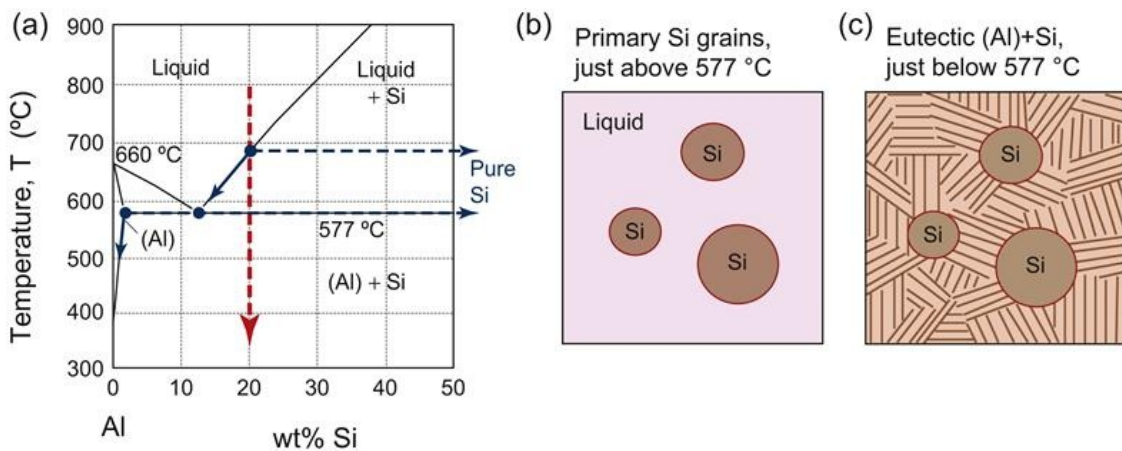 (a)
Temperature, T (ºC)
900
800
700
600
500
400
300
Liquid
Liquid
+ Si
660 ºC
Pure
Si
(Al)
577 ºC
(Al) + Si
0
10
20
30
40
50
Al
wt% Si
(b)
Primary Si grains,
just above 577 °C
Liquid
Si
Si
Si
(c)
Eutectic (Al)+Si,
just below 577 °C
Si
Si
Si